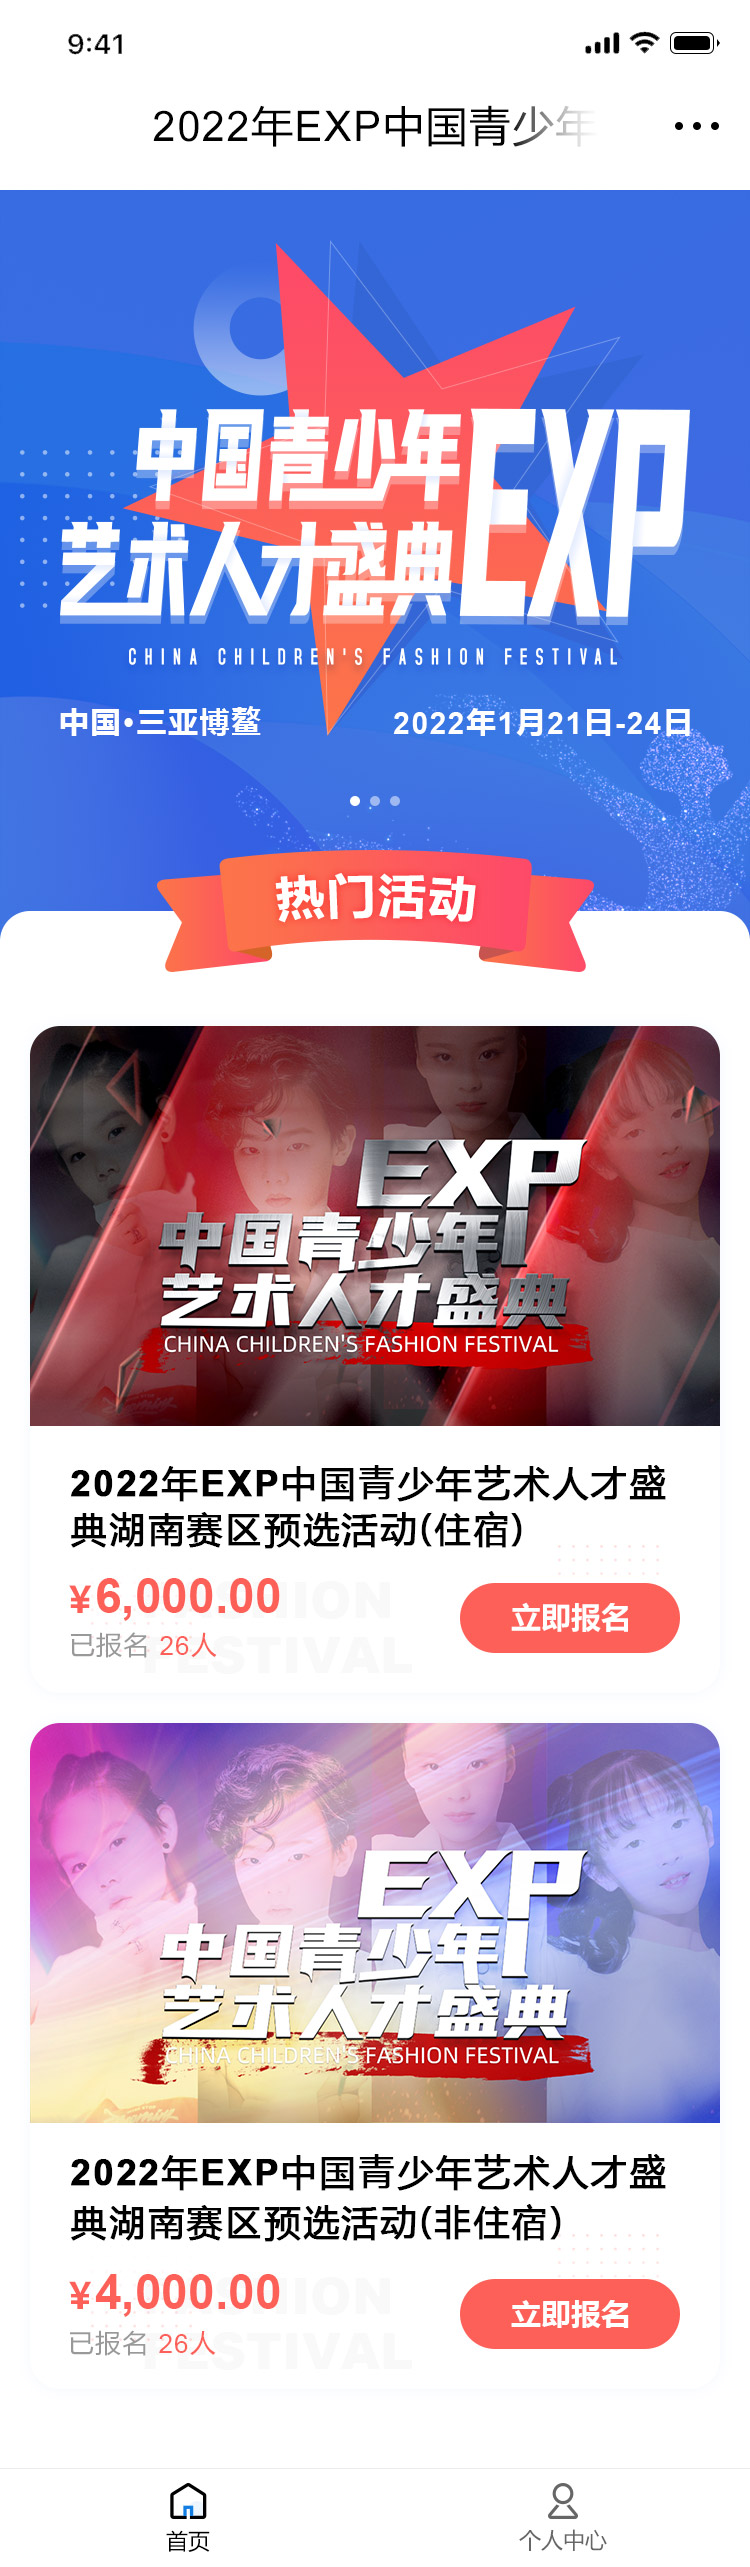 9:41
2022年EXP中国青少年
中国青少年EXP
艺术人才盛典
CHINA CHILDREN'S FASHION FESTIVAL
中国·三亚博鳌
2022年1月21日-24日
热门活动
EXP
中国青少年
艺术人才盛典
CHINA CHILDREN'S FASHION FESTIVAL
2022年EXP中国青少年艺术人才盛
典湖南赛区预选活动(住宿)
¥6,000.00
已报名 26人
立即报名
FASHION
FESTIVAL
EXP
中国青少年
艺术人才盛典
CHINA CHILDREN'S FASHION FESTIVAL
2022年EXP中国青少年艺术人才盛
典湖南赛区预选活动(非住宿)
¥4,000.00
已报名 26人
立即报名
FASHION
FESTIVAL
首页
个人中心